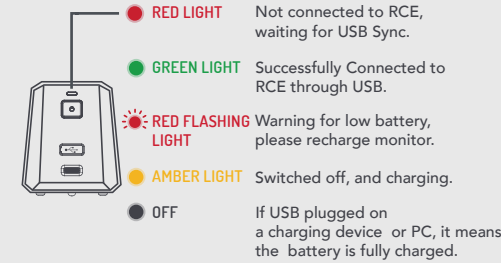 RED LIGHT Not connected to RCE,
waiting for USB Sync.
GREEN LIGHT Successfully Connected to
RCE through USB.
RED FLASHING Warning for low battery,
LIGHT please recharge monitor.
AMBER LIGHT Switched off, and charging.
OFF If USB plugged on
a charging device or PC, it means
the battery is fully charged.